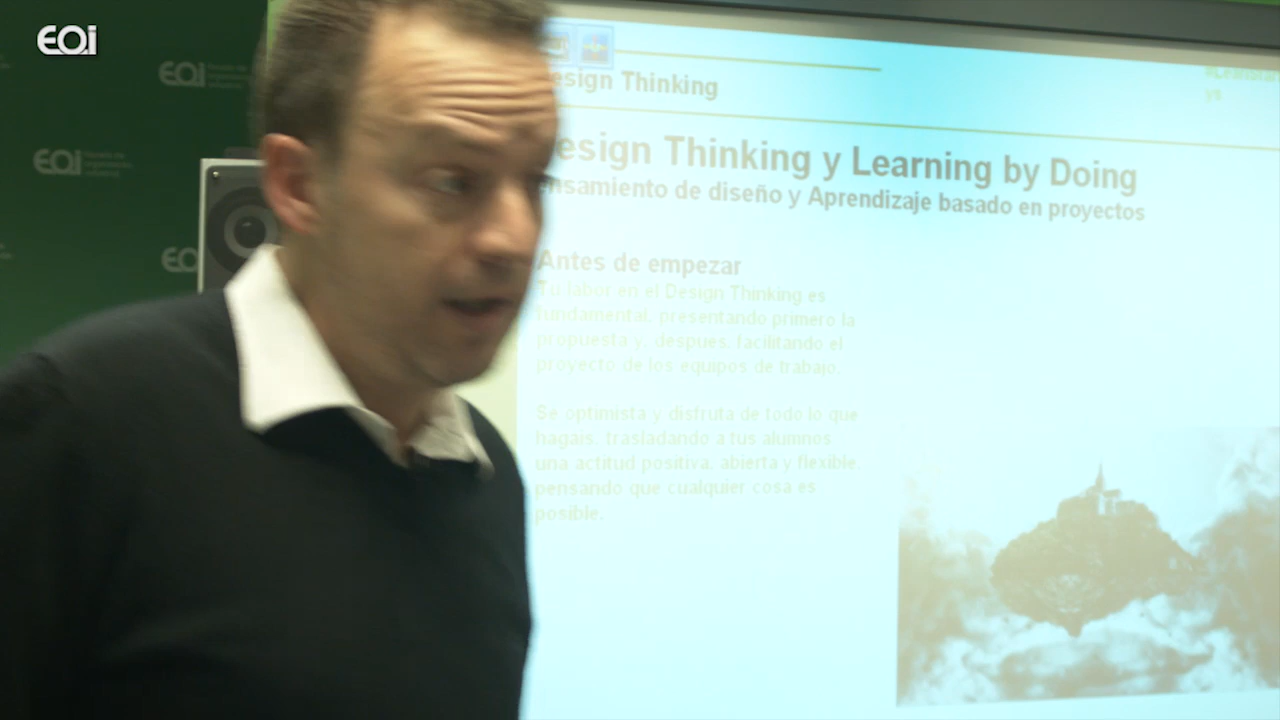 EOi
EOi
EOi
EOi
esign Thinking
esign Thinking y Learning by Doing
nsamiento de diseño y Aprendizaje basado en proyectos
Antes de empezar
Tu labor en el Design Thinking es
fundamental, presentando primero la
propuesta y, despues, facilitando el
proyecto de los equipos de trabajo.
Se optimista y disfruta de todo lo que
hagais, trasladando a tus alumnos
una actitud positiva, abierta y flexible,
pensando que cualquier cosa es
posible.